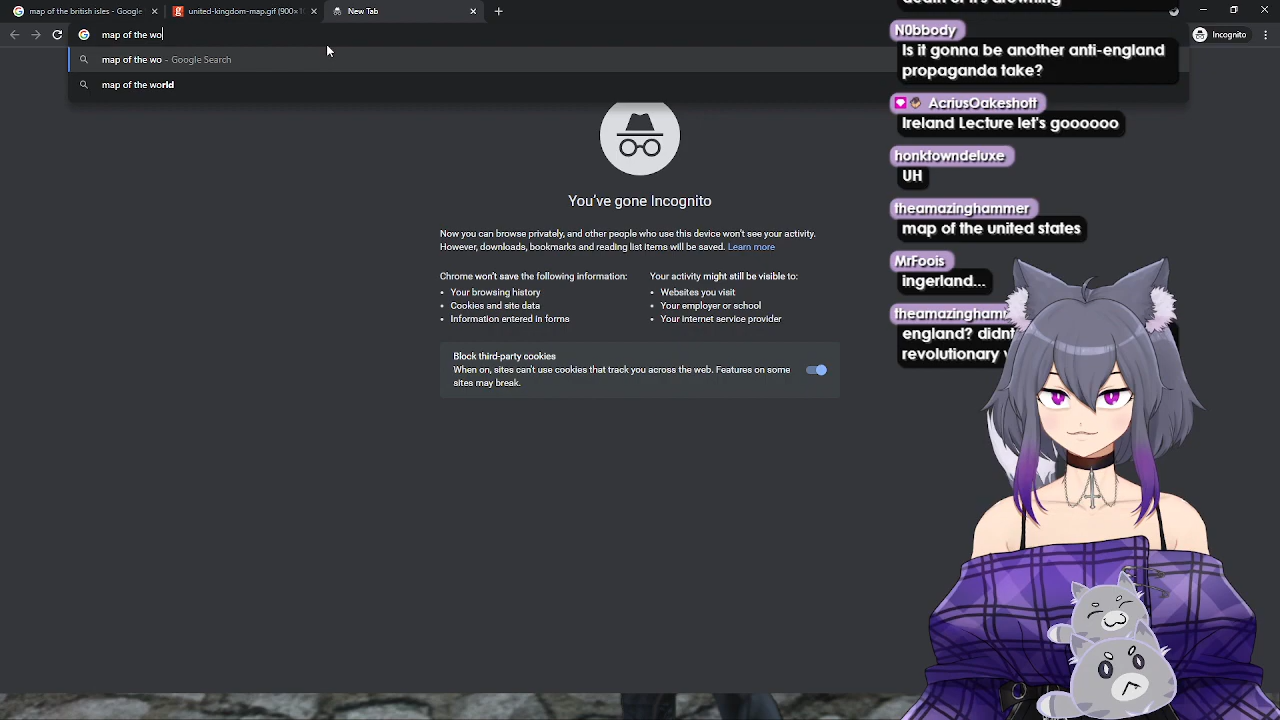 map of the british isles - Google
united-kingdom-map.gif (900×10
New Tab
map of the wo
Incognito
map of the wo - Google Search
map of the world
You've gone Incognito
Now you can browse privately, and other people who use this device won't see your activity.
However, downloads, bookmarks and reading list items will be saved. Learn more
Chrome won't save the following information:
• Your browsing history
• Cookies and site data
• Information entered in forms
Your activity might still be visible to:
• Websites you visit
• Your employer or school
• Your internet service provider
Block third-party cookies
When on, sites can't use cookies that track you across the web. Features on some
sites may break.
N0bbody
Is it gonna be another anti-england
propaganda take?
AcriusOakeshott
Ireland Lecture let's goooooo
honktowndeluxe
UH
theamazinghammer
map of the united states
MrFoois
ingerland...
theamazinghamm
england? didnt
revolutionary